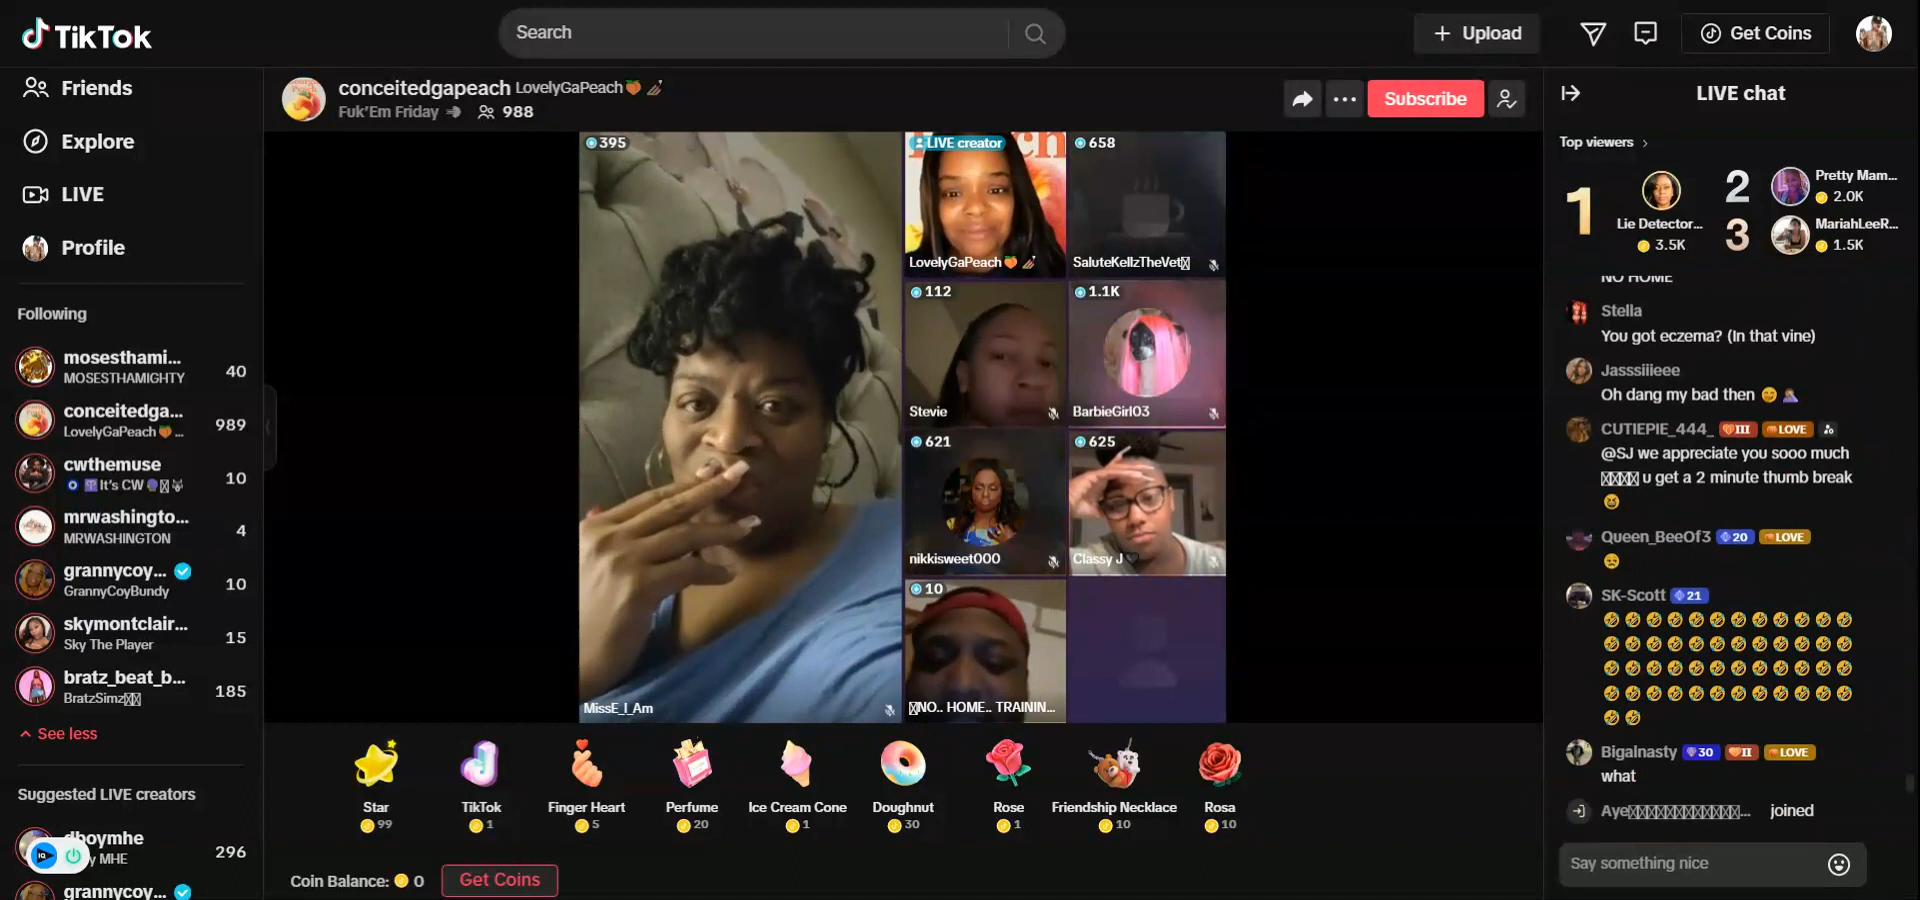 TikTok
Search
Upload
Get Coins
Friends
Explore
LIVE
Profile
Following
mosesthami...
MOSESTHAMIGHTY
40
conceitedga...
LovelyGaPeach🍑 ...
989
cwthemuse
It's CW
10
mrwashingto...
MRWASHINGTON
4
grannycoy...
GrannyCoyBundy
10
skymontclair...
Sky The Player
15
bratz_beat_b...
BratzSimz
185
See less
Suggested LIVE creators
dboymhe
y MHE
296
grannycoy...
conceitedgapeach LovelyGaPeach🍑💅🏾
Fuk'Em Friday 💨 988
Subscribe
395
MissE_I_Am
LIVE creator
LovelyGaPeach🍑💅🏾
658
SaluteKellzTheVet
112
Stevie
1.1K
BarbieGirl03
621
nikkisweet000
625
Classy J🖤
10
NO.. HOME.. TRAININ...
Star
99
TikTok
1
Finger Heart
5
Perfume
20
Ice Cream Cone
1
Doughnut
30
Rose
1
Friendship Necklace
10
Rosa
10
Coin Balance: 0
Get Coins
LIVE chat
Top viewers
1
Lie Detector...
3.5K
2
Pretty Mam...
2.0K
3
MariahLeeR...
1.5K
NO HOME
Stella
You got eczema? (In that vine)
Jasssiiieee
Oh dang my bad then
CUTIEPIE_444_ III LOVE
@SJ we appreciate you sooo much
u get a 2 minute thumb break
😆
Queen_BeeOf3 20 LOVE
😒
SK-Scott 21
🤣🤣🤣🤣🤣🤣🤣🤣🤣🤣🤣🤣
🤣🤣🤣🤣🤣🤣🤣🤣🤣🤣🤣🤣
🤣🤣🤣🤣🤣🤣🤣🤣🤣🤣🤣🤣
🤣🤣🤣🤣🤣🤣🤣🤣🤣🤣🤣🤣
🤣🤣
Bigalnasty 30 II LOVE
what
Aye... joined
Say something nice